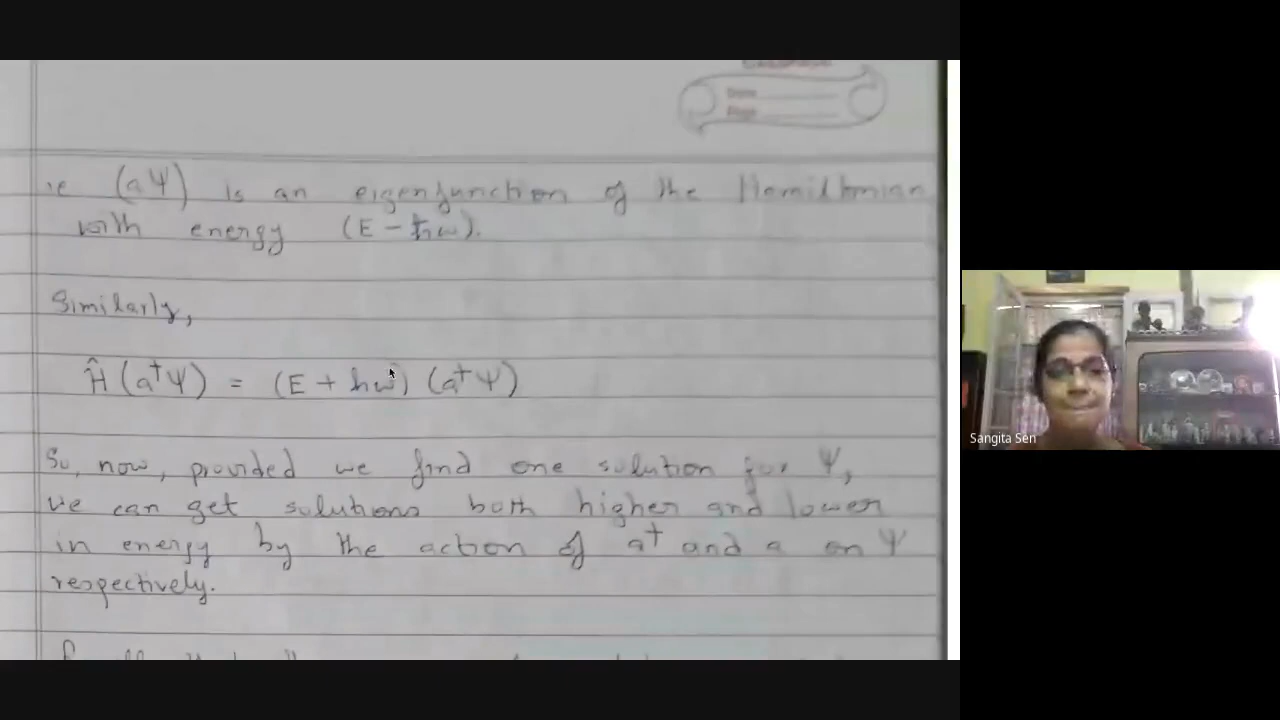 Date
Page
ie (aΨ) is an eigenfunction of the Hamiltonian
with energy (E - ħω).
Similarly,
Ĥ (a†Ψ) = (E + ħω) (a†Ψ)
So, now, provided we find one solution for Ψ,
we can get solutions both higher and lower
in energy by the action of a† and a on Ψ
respectively.
Sangita Sen